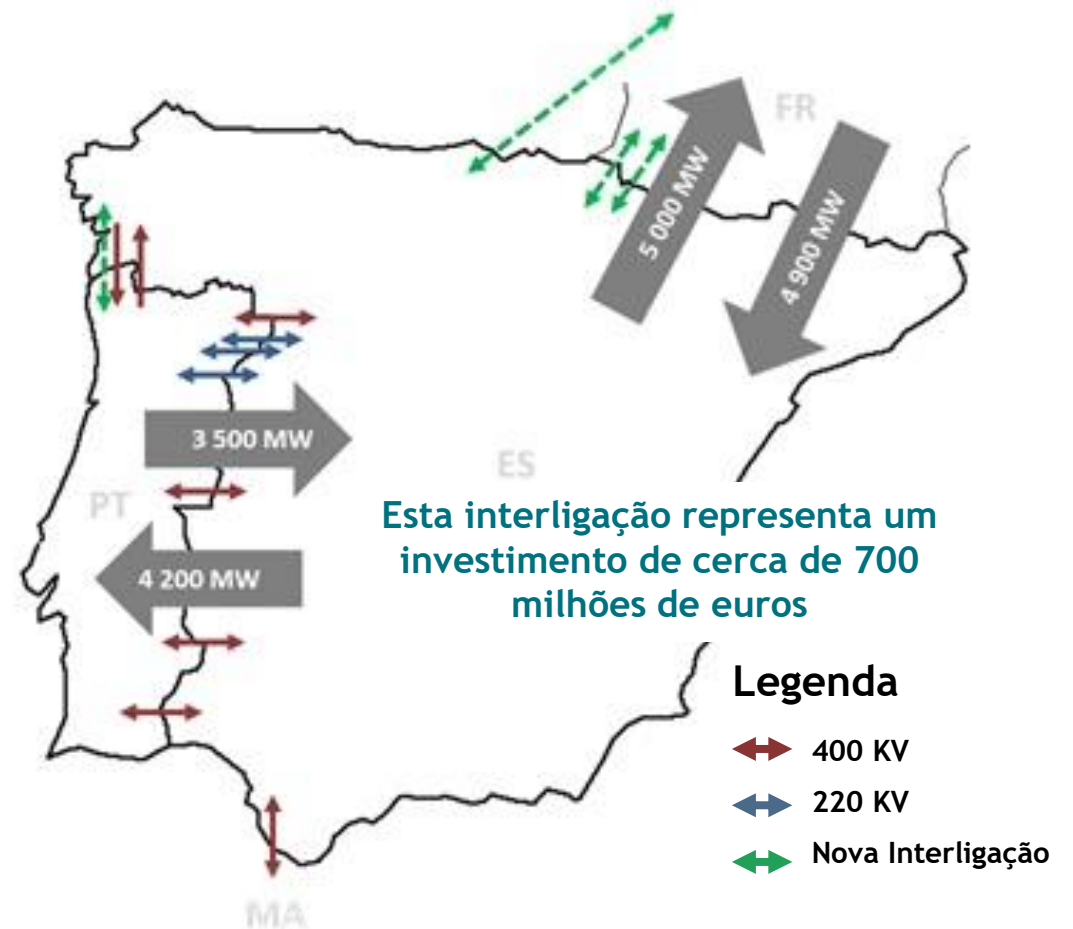 FR
5 000 MW
4 900 MW
3 500 MW
ES
PT
Esta interligação representa um
investimento de cerca de 700
milhões de euros
4 200 MW
Legenda
400 KV
220 KV
Nova Interligação
MA